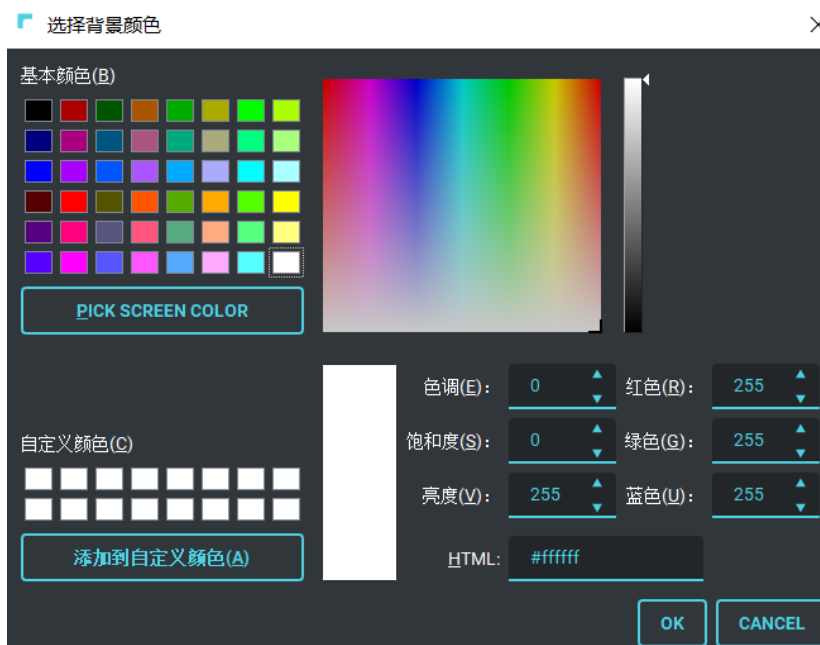 选择背景颜色
基本颜色(B)
PICK SCREEN COLOR
自定义颜色(C)
添加到自定义颜色(A)
色调(E): 0 红色(R): 255
饱和度(S): 0 绿色(G): 255
亮度(V): 255 蓝色(U): 255
HTML: #ffffff
OK CANCEL